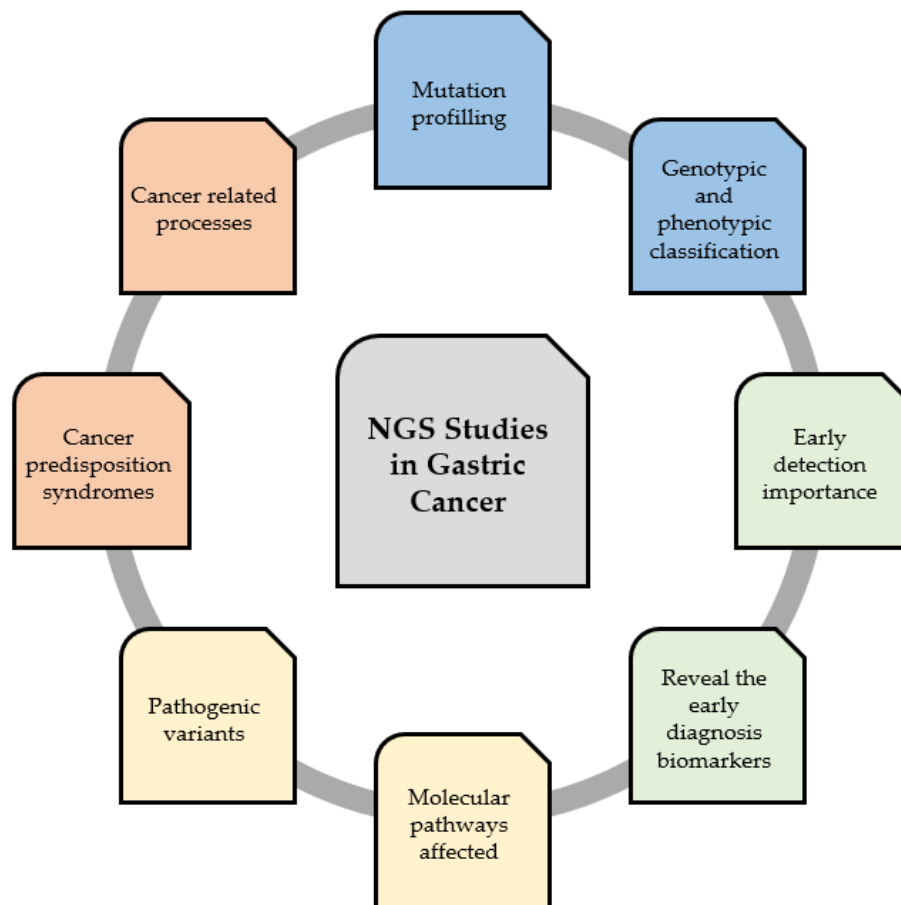 Mutation
profilling
Genotypic
and
phenotypic
classification
Early
detection
importance
Reveal the
early
diagnosis
biomarkers
Molecular
pathways
affected
Pathogenic
variants
Cancer
predisposition
syndromes
Cancer related
processes
NGS Studies
in Gastric
Cancer